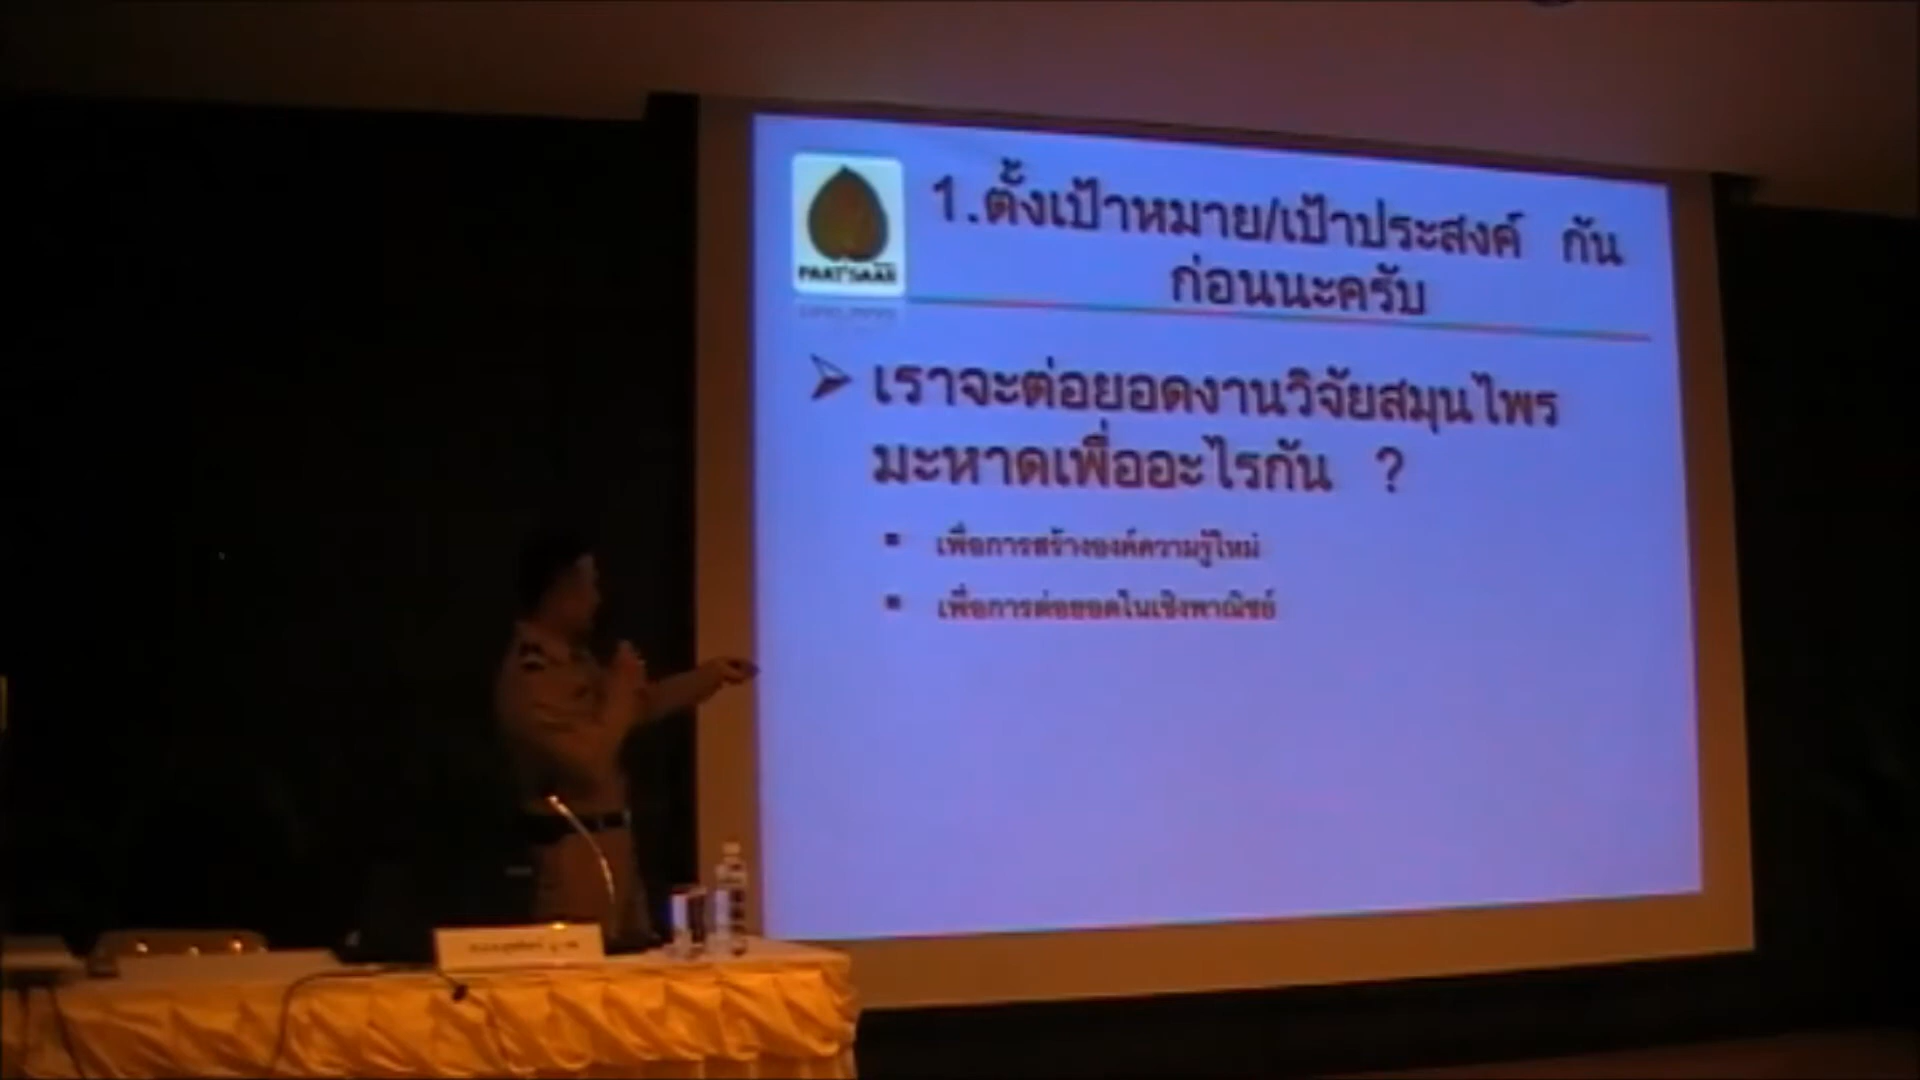 1.ตั้งเป้าหมาย/เป้าประสงค์ กัน
ก่อนนะครับ
PAAT'SAAR
เราจะต่อยอดงานวิจัยสมุนไพร
มะหาดเพื่ออะไรกัน ?
เพื่อการสร้างองค์ความรู้ใหม่
เพื่อการต่อยอดในเชิงพาณิชย์